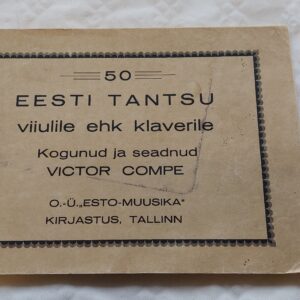 50
EESTI TANTSU
viiulile ehk klaverile
Kogunud ja seadnud
VICTOR COMPE
O.-Ü. „ESTO-MUUSIKA“
KIRJASTUS, TALLINN